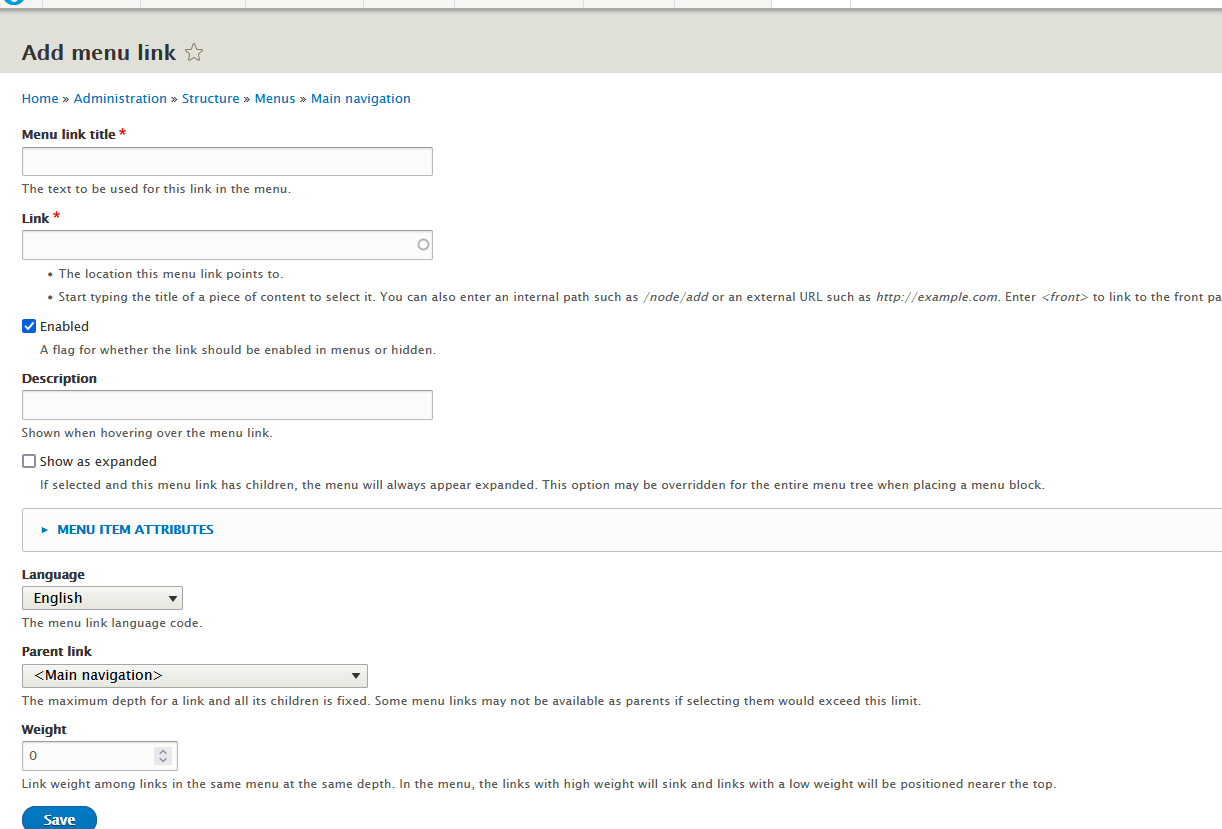 Add menu link
Home » Administration » Structure » Menus » Main navigation
Menu link title *
The text to be used for this link in the menu.
Link *
• The location this menu link points to.
• Start typing the title of a piece of content to select it. You can also enter an internal path such as /node/add or an external URL such as http://example.com. Enter <front> to link to the front pa
Enabled
A flag for whether the link should be enabled in menus or hidden.
Description
Shown when hovering over the menu link.
Show as expanded
If selected and this menu link has children, the menu will always appear expanded. This option may be overridden for the entire menu tree when placing a menu block.
MENU ITEM ATTRIBUTES
Language
English
The menu link language code.
Parent link
<Main navigation>
The maximum depth for a link and all its children is fixed. Some menu links may not be available as parents if selecting them would exceed this limit.
Weight
0
Link weight among links in the same menu at the same depth. In the menu, the links with high weight will sink and links with a low weight will be positioned nearer the top.
Save